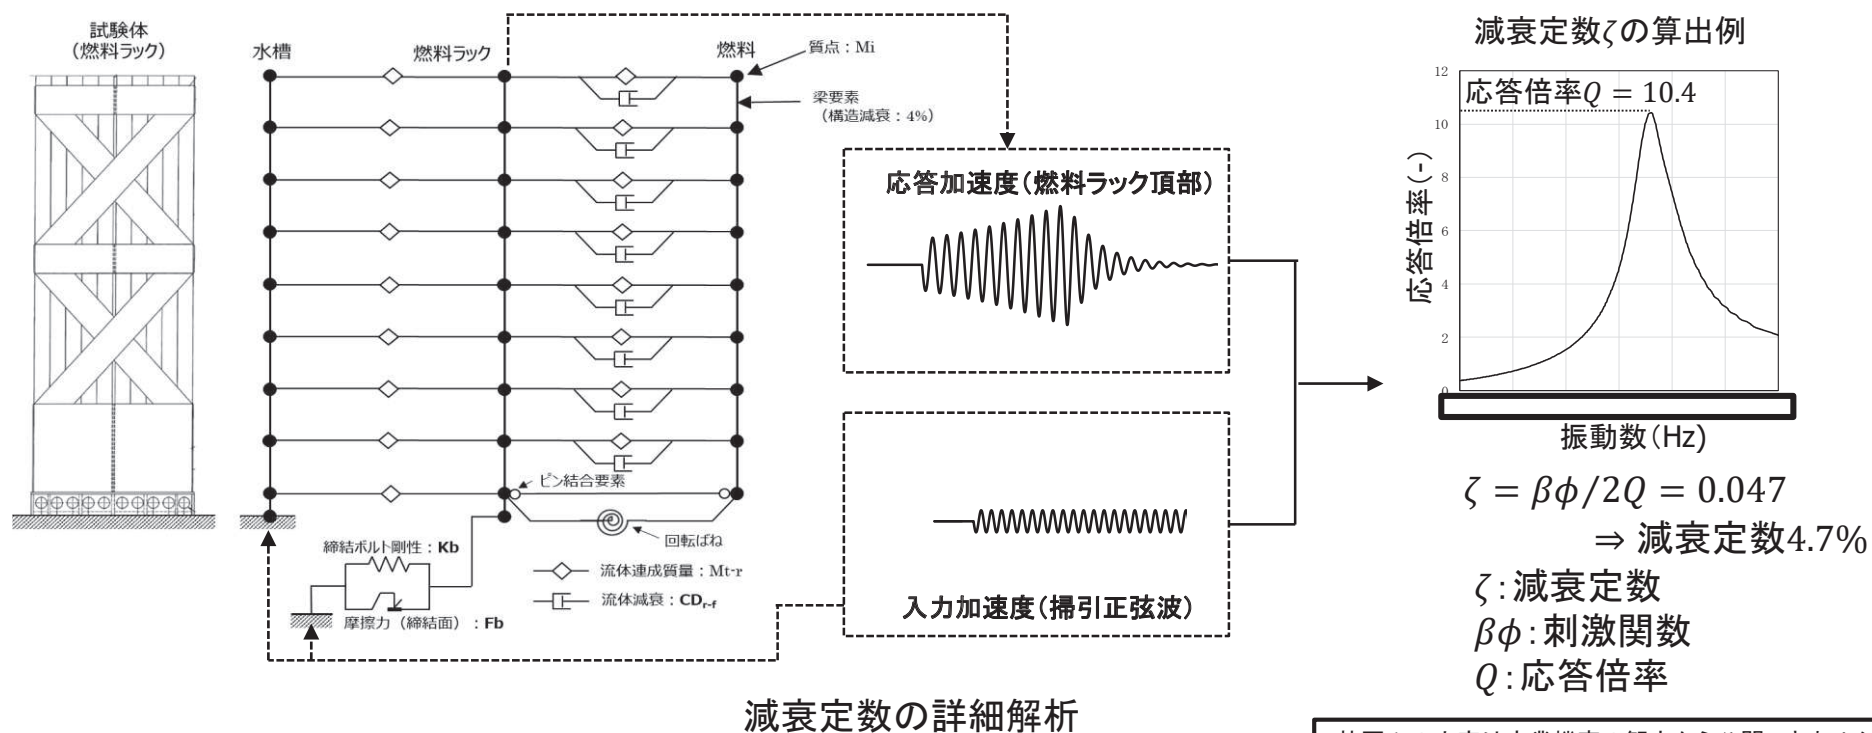 試験体
(燃料ラック)
水槽
燃料ラック
燃料
質点：Mi
梁要素
（構造減衰：4%）
ピン結合要素
回転ばね
締結ボルト剛性：Kb
摩擦力（締結面）：Fb
流体連成質量：Mt-r
流体減衰：CDr-f
応答加速度（燃料ラック頂部）
入力加速度（掃引正弦波）
減衰定数の詳細解析
減衰定数ζの算出例
応答倍率Q = 10.4
12
10
8
6
4
2
0
応答倍率(-)
振動数(Hz)
ζ = βϕ/2Q = 0.047
⇒ 減衰定数4.7%
ζ:減衰定数
βϕ:刺激関数
Q:応答倍率